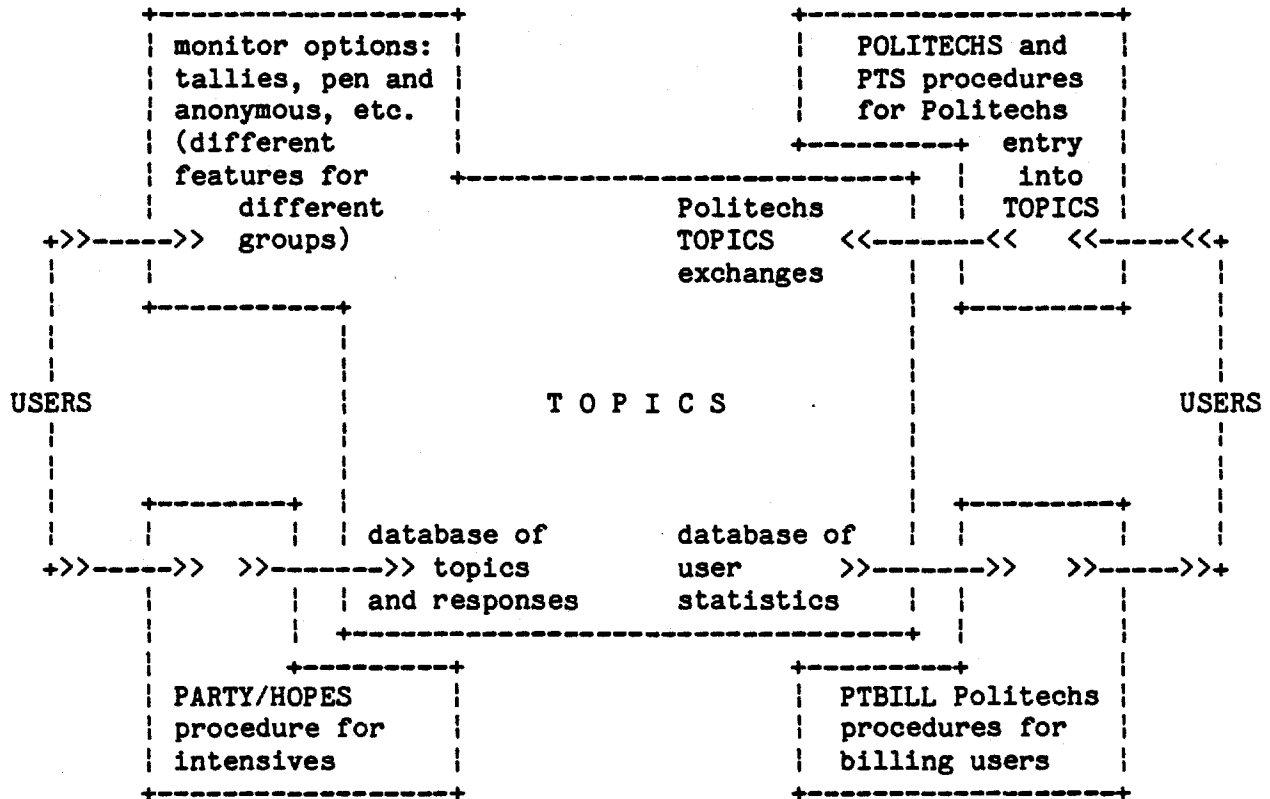 monitor options:
tallies, pen and
anonymous, etc.
(different
features for
different
groups)
POLITECHS and
PTS procedures
for Politechs
entry
into
TOPICS
Politechs
TOPICS
exchanges
USERS
T O P I C S
USERS
database of
topics
and responses
database of
user
statistics
PARTY/HOPES
procedure for
intensives
PTBILL Politechs
procedures for
billing users